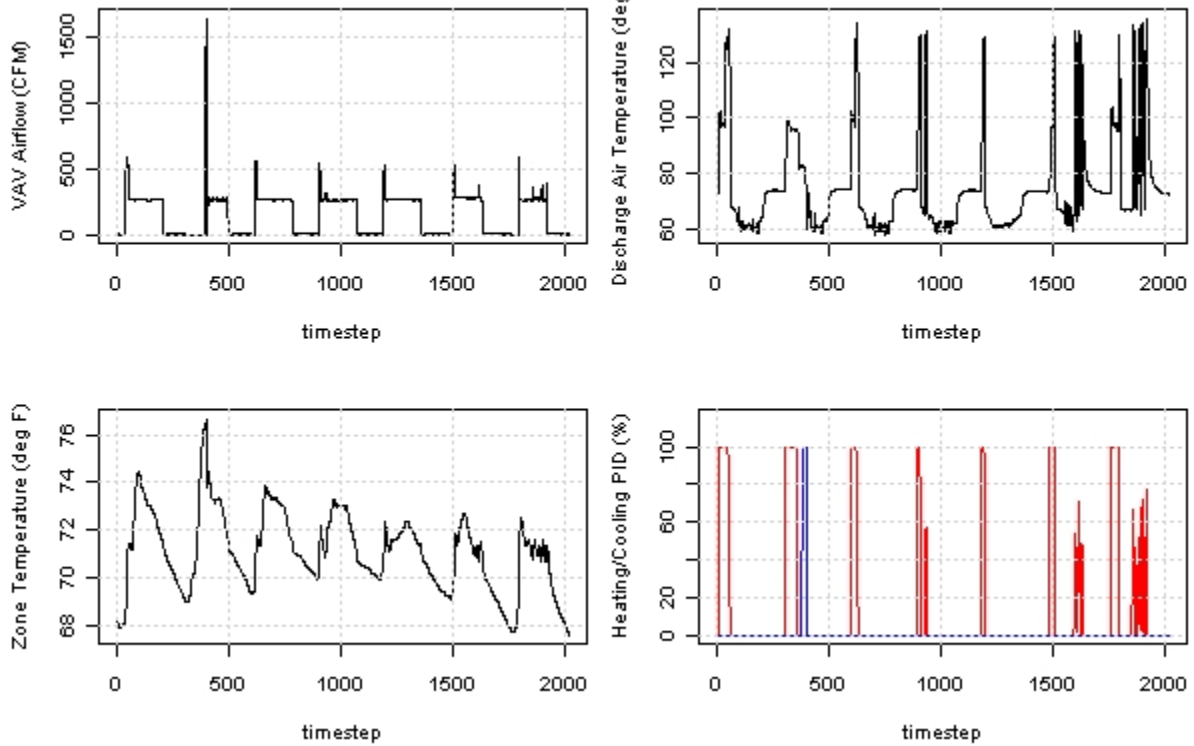 VAV Airflow (CFM)
1500
1000
500
0
0 500 1000 1500 2000
timestep
Discharge Air Temperature (deg
120
100
80
60
0 500 1000 1500 2000
timestep
Zone Temperature (deg F)
76
74
72
70
68
0 500 1000 1500 2000
timestep
Heating/Cooling PID (%)
100
60
20
0
0 500 1000 1500 2000
timestep